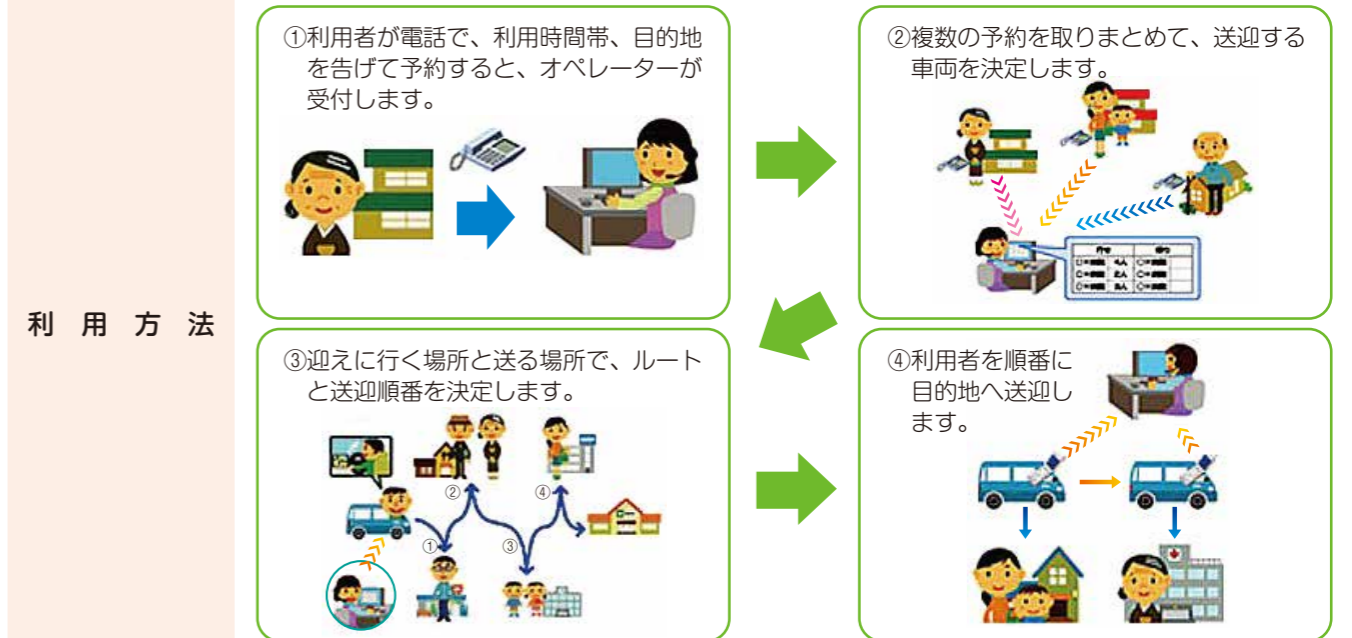 利用方法
①利用者が電話で、利用時間帯、目的地
を告げて予約すると、オペレーターが
受付します。
②複数の予約を取りまとめて、送迎する
車両を決定します。
③迎えに行く場所と送る場所で、ルート
と送迎順番を決定します。
②
④
①
③
④利用者を順番に
目的地へ送迎し
ます。